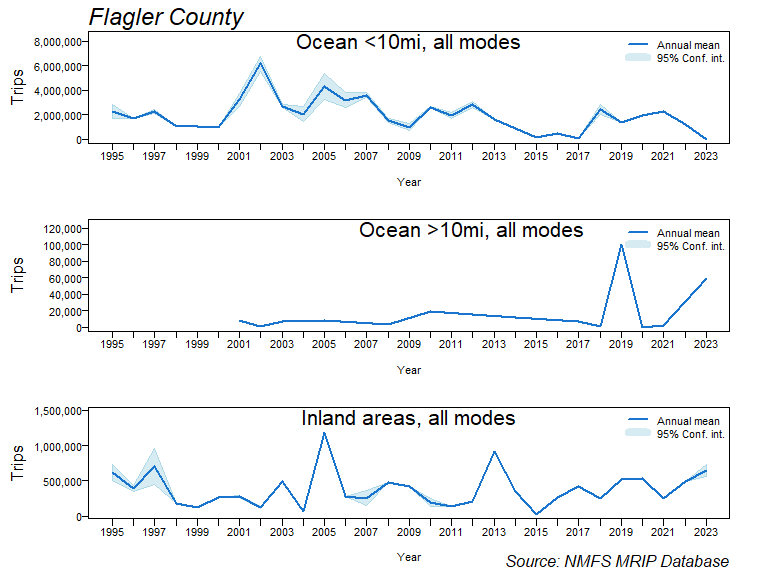 Flagler County
Ocean <10mi, all modes
Annual mean
95% Conf. int.
Trips
8,000,000
6,000,000
4,000,000
2,000,000
0
1995 1997 1999 2001 2003 2005 2007 2009 2011 2013 2015 2017 2019 2021 2023
Year
Ocean >10mi, all modes
Annual mean
95% Conf. int.
Trips
120,000
100,000
80,000
60,000
40,000
20,000
0
1995 1997 1999 2001 2003 2005 2007 2009 2011 2013 2015 2017 2019 2021 2023
Year
Inland areas, all modes
Annual mean
95% Conf. int.
Trips
1,500,000
1,000,000
500,000
0
1995 1997 1999 2001 2003 2005 2007 2009 2011 2013 2015 2017 2019 2021 2023
Year
Source: NMFS MRIP Database